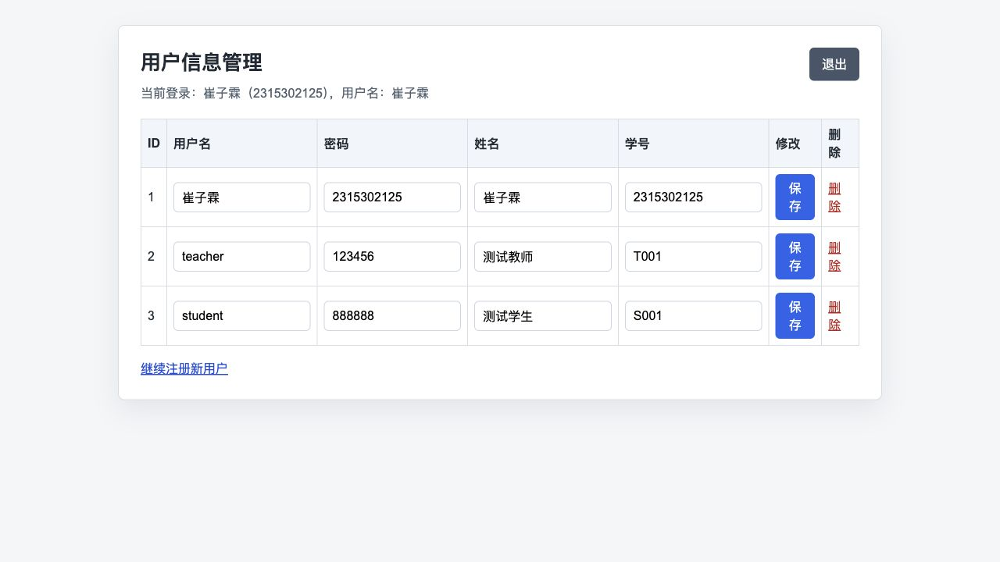 用户信息管理
退出
当前登录：崔子霖（2315302125），用户名：崔子霖
ID 用户名 密码 姓名 学号 修改 删除
1 崔子霖 2315302125 崔子霖 2315302125 保存 删除
2 teacher 123456 测试教师 T001 保存 删除
3 student 888888 测试学生 S001 保存 删除
继续注册新用户